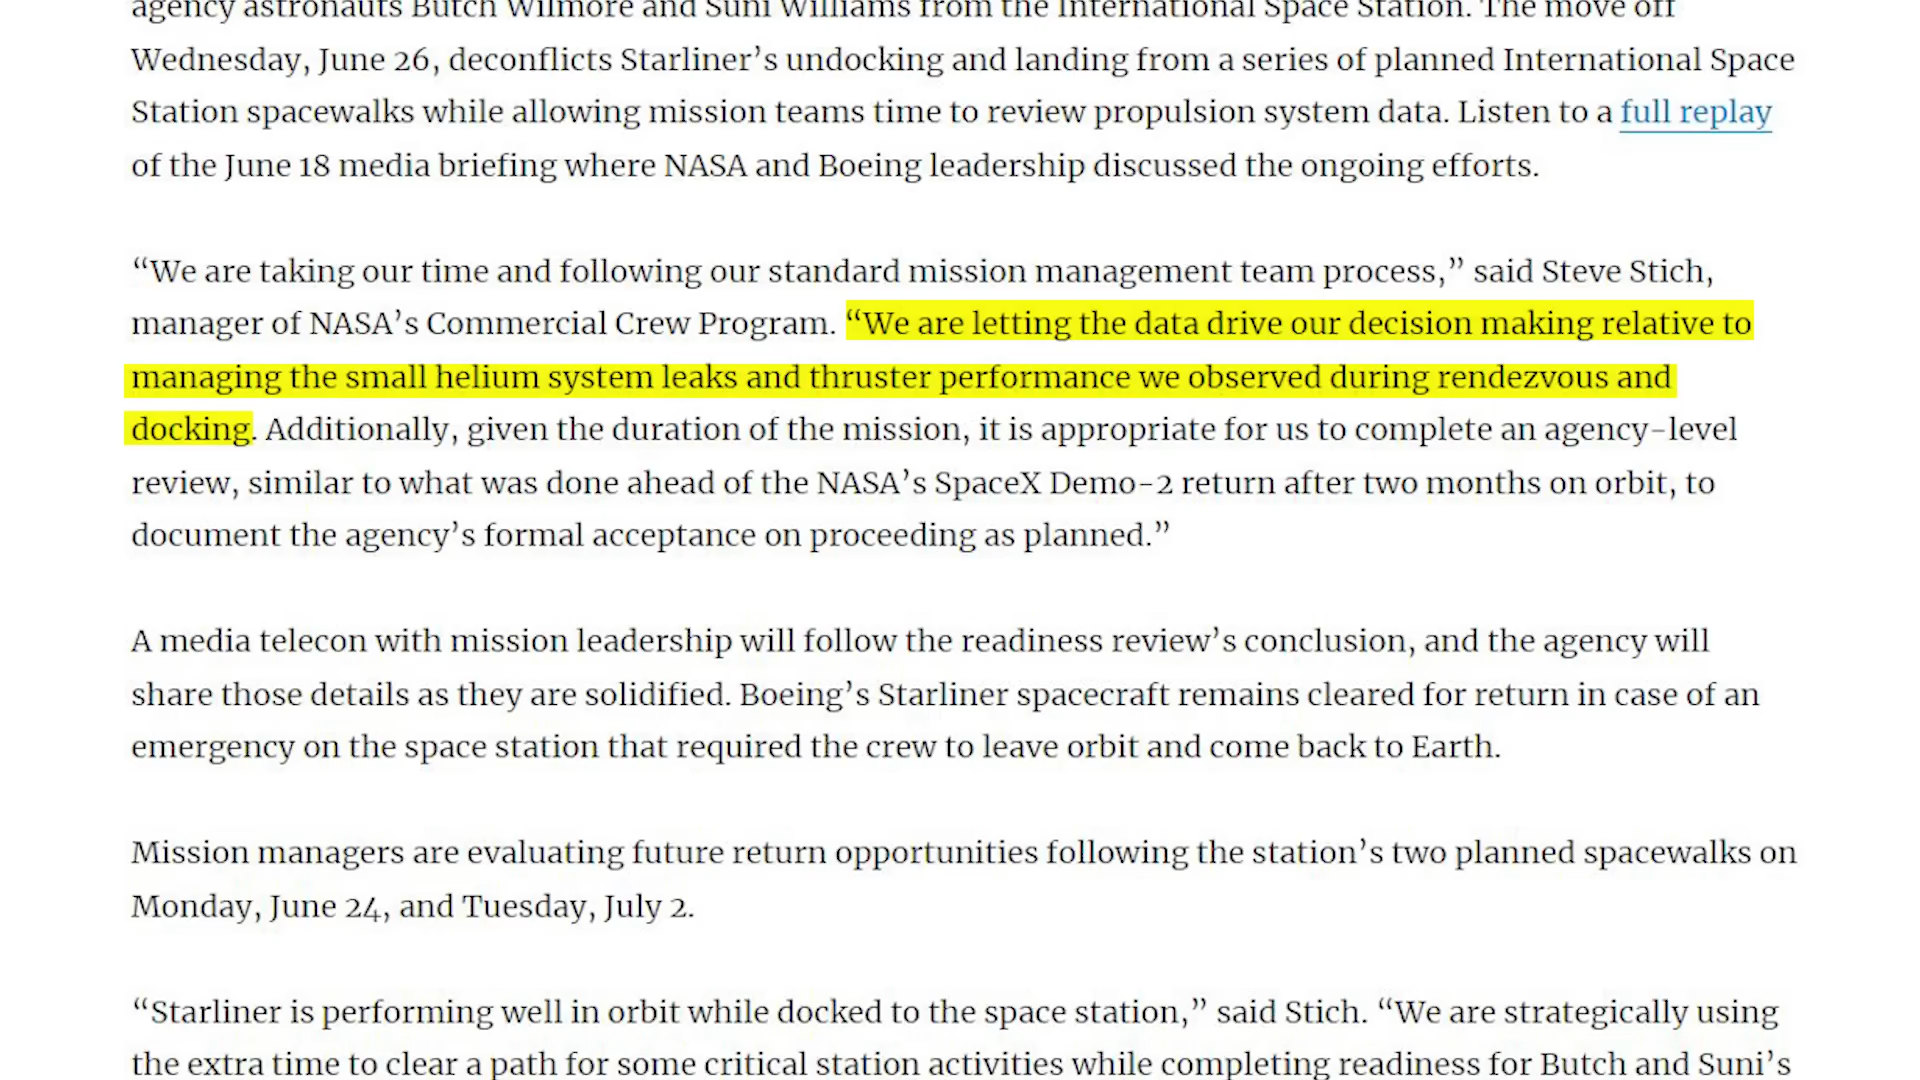 agency astronauts Butch Wilmore and Suni Williams from the International Space Station. The move off
Wednesday, June 26, deconflicts Starliner’s undocking and landing from a series of planned International Space
Station spacewalks while allowing mission teams time to review propulsion system data. Listen to a full replay
of the June 18 media briefing where NASA and Boeing leadership discussed the ongoing efforts.
“We are taking our time and following our standard mission management team process,” said Steve Stich,
manager of NASA’s Commercial Crew Program. “We are letting the data drive our decision making relative to
managing the small helium system leaks and thruster performance we observed during rendezvous and
docking. Additionally, given the duration of the mission, it is appropriate for us to complete an agency-level
review, similar to what was done ahead of the NASA’s SpaceX Demo-2 return after two months on orbit, to
document the agency’s formal acceptance on proceeding as planned.”
A media telecon with mission leadership will follow the readiness review’s conclusion, and the agency will
share those details as they are solidified. Boeing’s Starliner spacecraft remains cleared for return in case of an
emergency on the space station that required the crew to leave orbit and come back to Earth.
Mission managers are evaluating future return opportunities following the station’s two planned spacewalks on
Monday, June 24, and Tuesday, July 2.
“Starliner is performing well in orbit while docked to the space station,” said Stich. “We are strategically using
the extra time to clear a path for some critical station activities while completing readiness for Butch and Suni’s